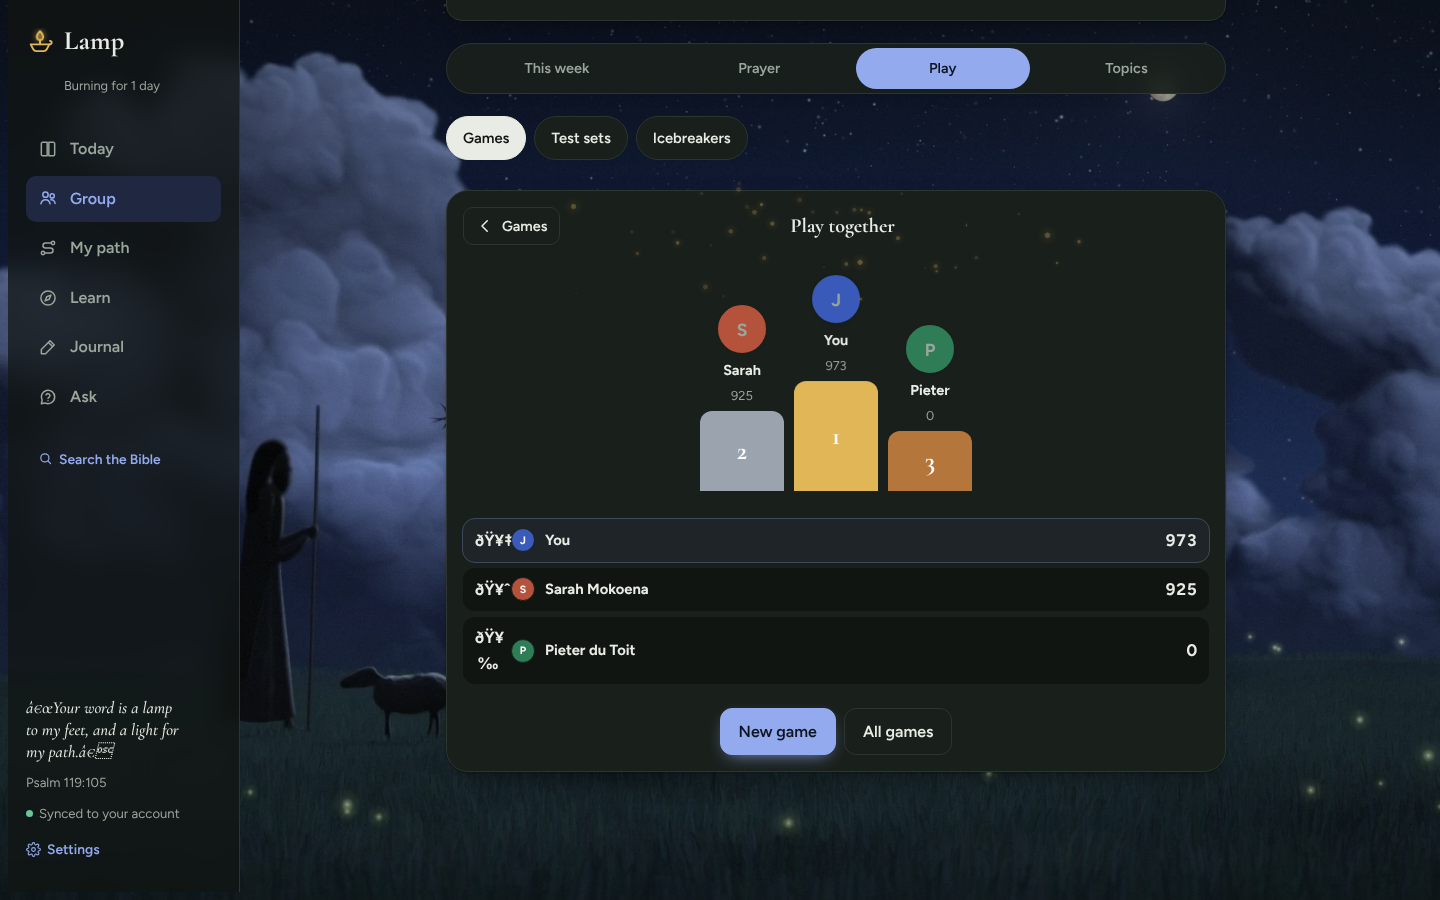 Lamp
Burning for 1 day
Today
Group
My path
Learn
Journal
Ask
Search the Bible
“Your word is a lamp
to my feet, and a light for
my path.â€
Psalm 119:105
Synced to your account
Settings
This week
Prayer
Play
Topics
Games
Test sets
Icebreakers
Games
Play together
J
You
973
S
Sarah
925
P
Pieter
0
2
1
3
🥇 J You 973
🥈 S Sarah Mokoena 925
ðŸ¥
‰ P Pieter du Toit 0
New game
All games